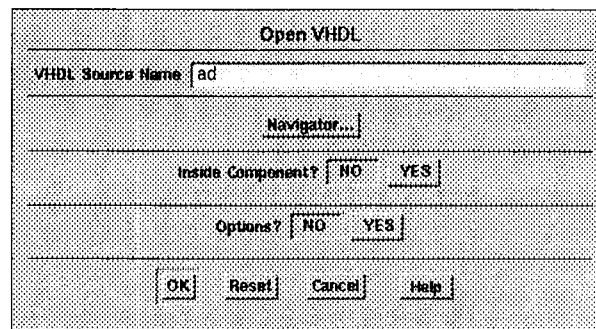 Open VHDL
VHDL Source Name ad
Navigator...
Inside Component? NO YES
Options? NO YES
OK Reset Cancel Help